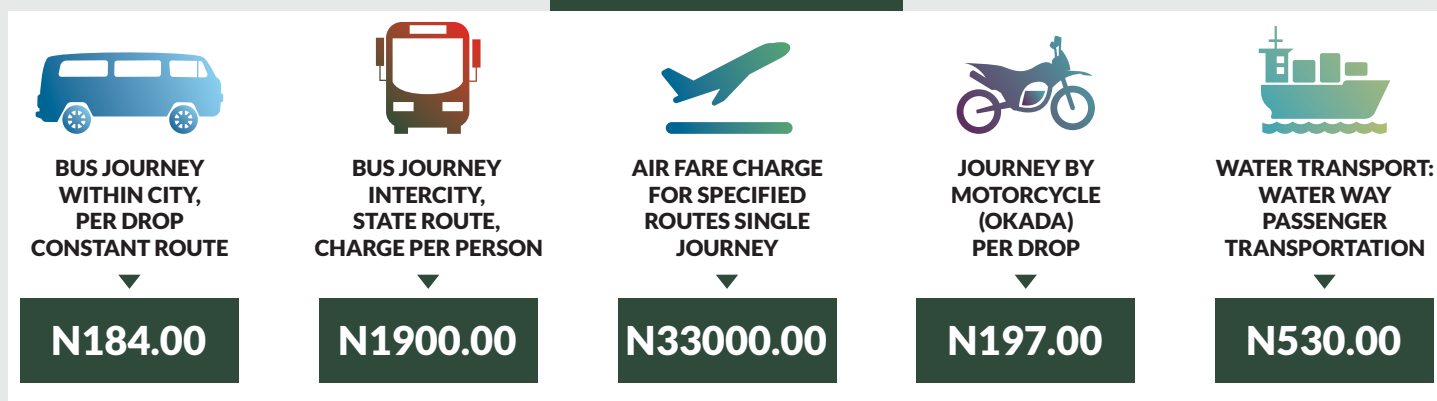 BUS JOURNEY
WITHIN CITY,
PER DROP
CONSTANT ROUTE
N184.00
BUS JOURNEY
INTERCITY,
STATE ROUTE,
CHARGE PER PERSON
N1900.00
AIR FARE CHARGE
FOR SPECIFIED
ROUTES SINGLE
JOURNEY
N33000.00
JOURNEY BY
MOTORCYCLE
(OKADA)
PER DROP
N197.00
WATER TRANSPORT:
WATER WAY
PASSENGER
TRANSPORTATION
N530.00